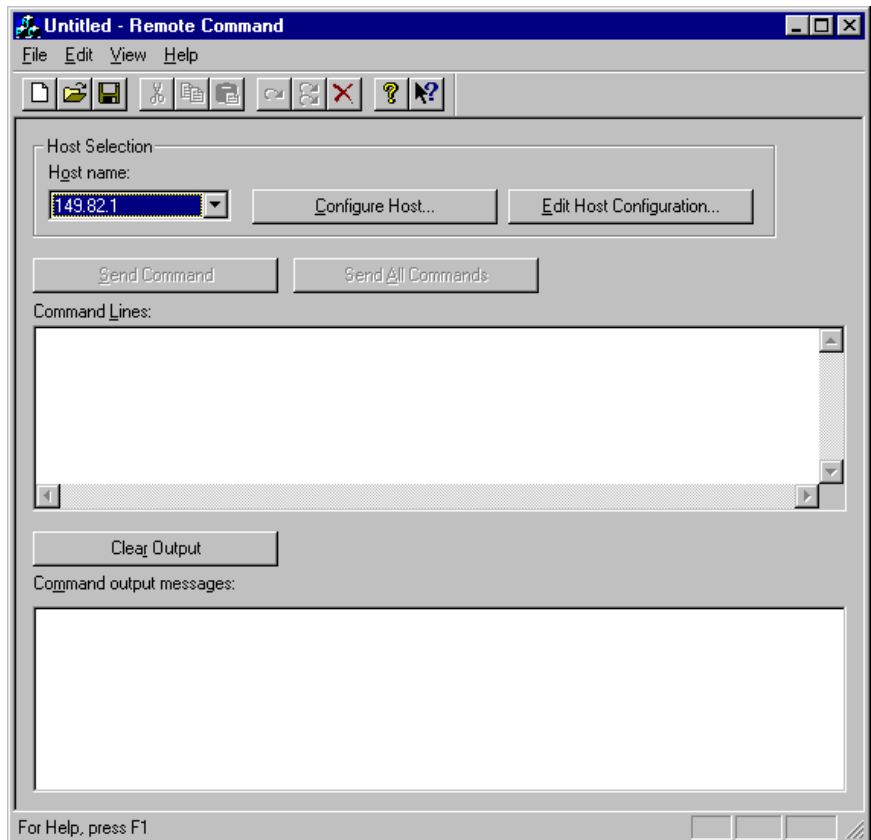 Untitled - Remote Command
File Edit View Help
Host Selection
Host name:
149.82.1
Configure Host...
Edit Host Configuration...
Send Command
Send All Commands
Command Lines:
Clear Output
Command output messages:
For Help, press F1